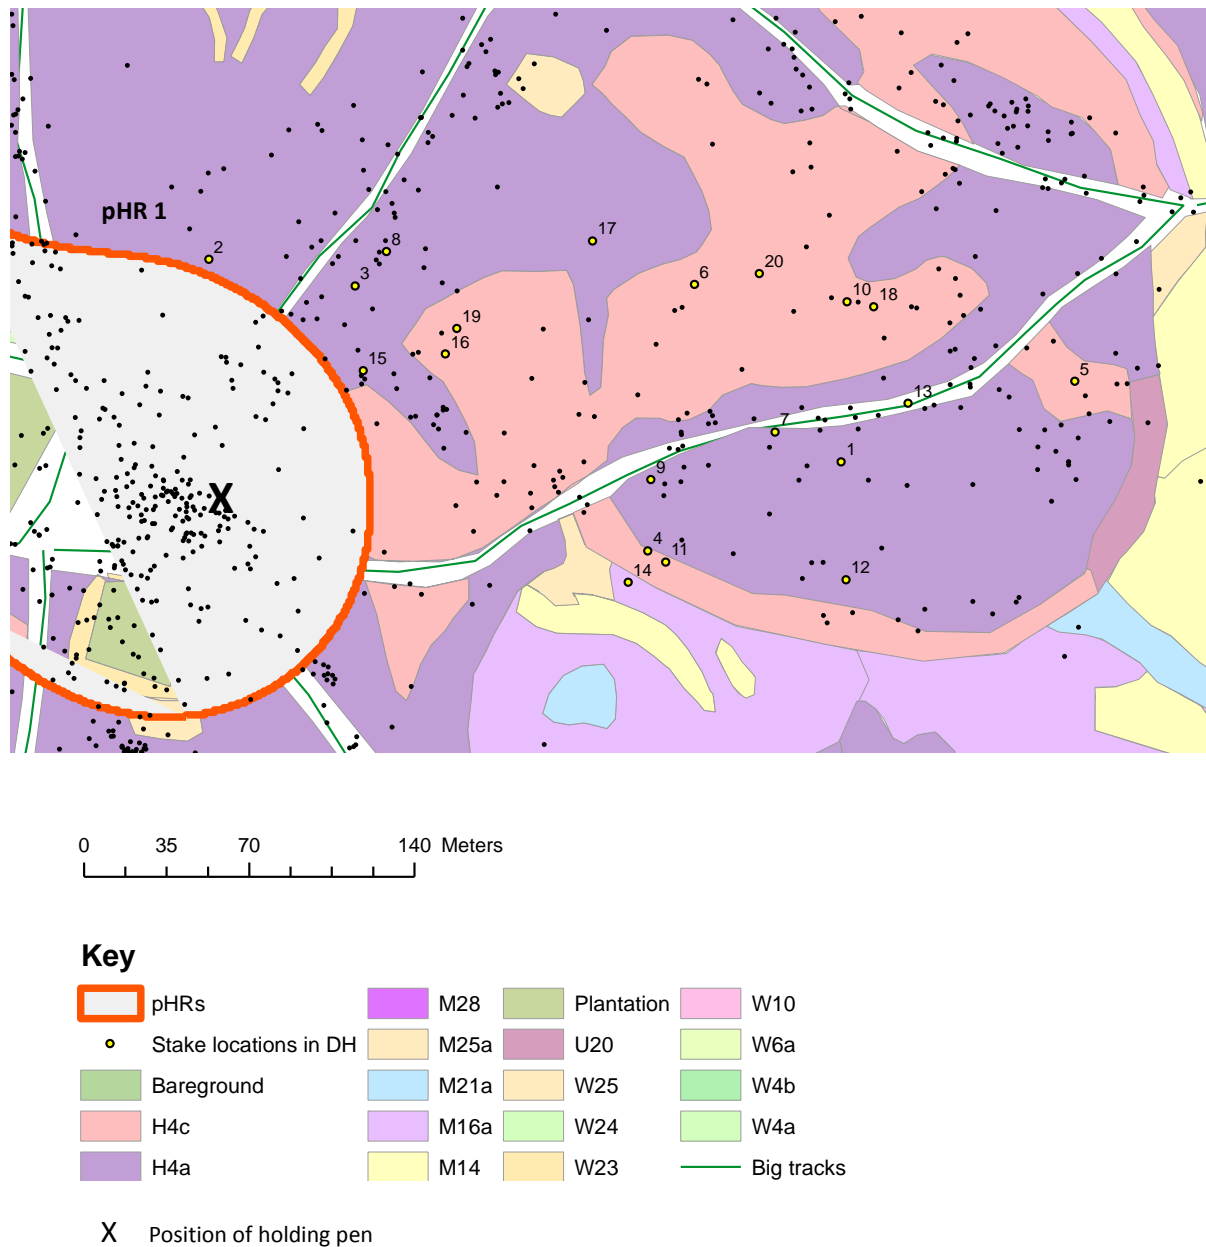 pHR 1
2
8
17
3
6
20
10
18
19
16
15
5
13
7
1
9
4
11
14
12
X
0 35 70 140 Meters
Key
pHRs M28 Plantation W10
Stake locations in DH M25a U20 W6a
Bareground M21a W25 W4b
H4c M16a W24 W4a
H4a M14 W23 Big tracks
X Position of holding pen